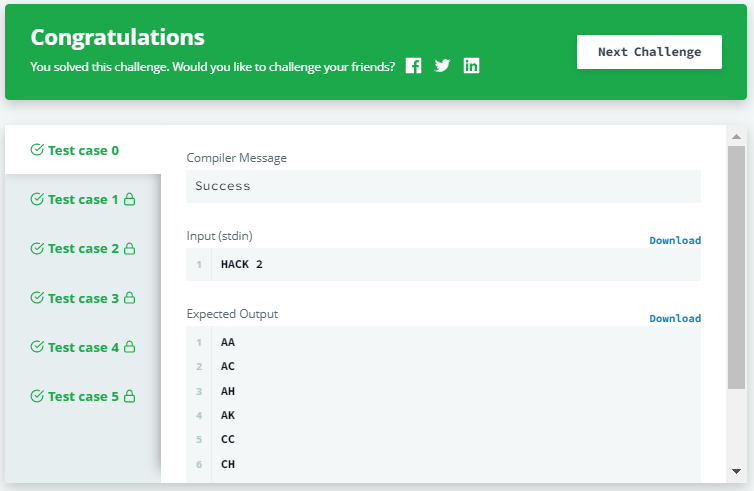 Congratulations
You solved this challenge. Would you like to challenge your friends?
Next Challenge
Test case 0
Test case 1
Test case 2
Test case 3
Test case 4
Test case 5
Compiler Message
Success
Input (stdin)
Download
1 HACK 2
Expected Output
Download
1 AA
2 AC
3 AH
4 AK
5 CC
6 CH